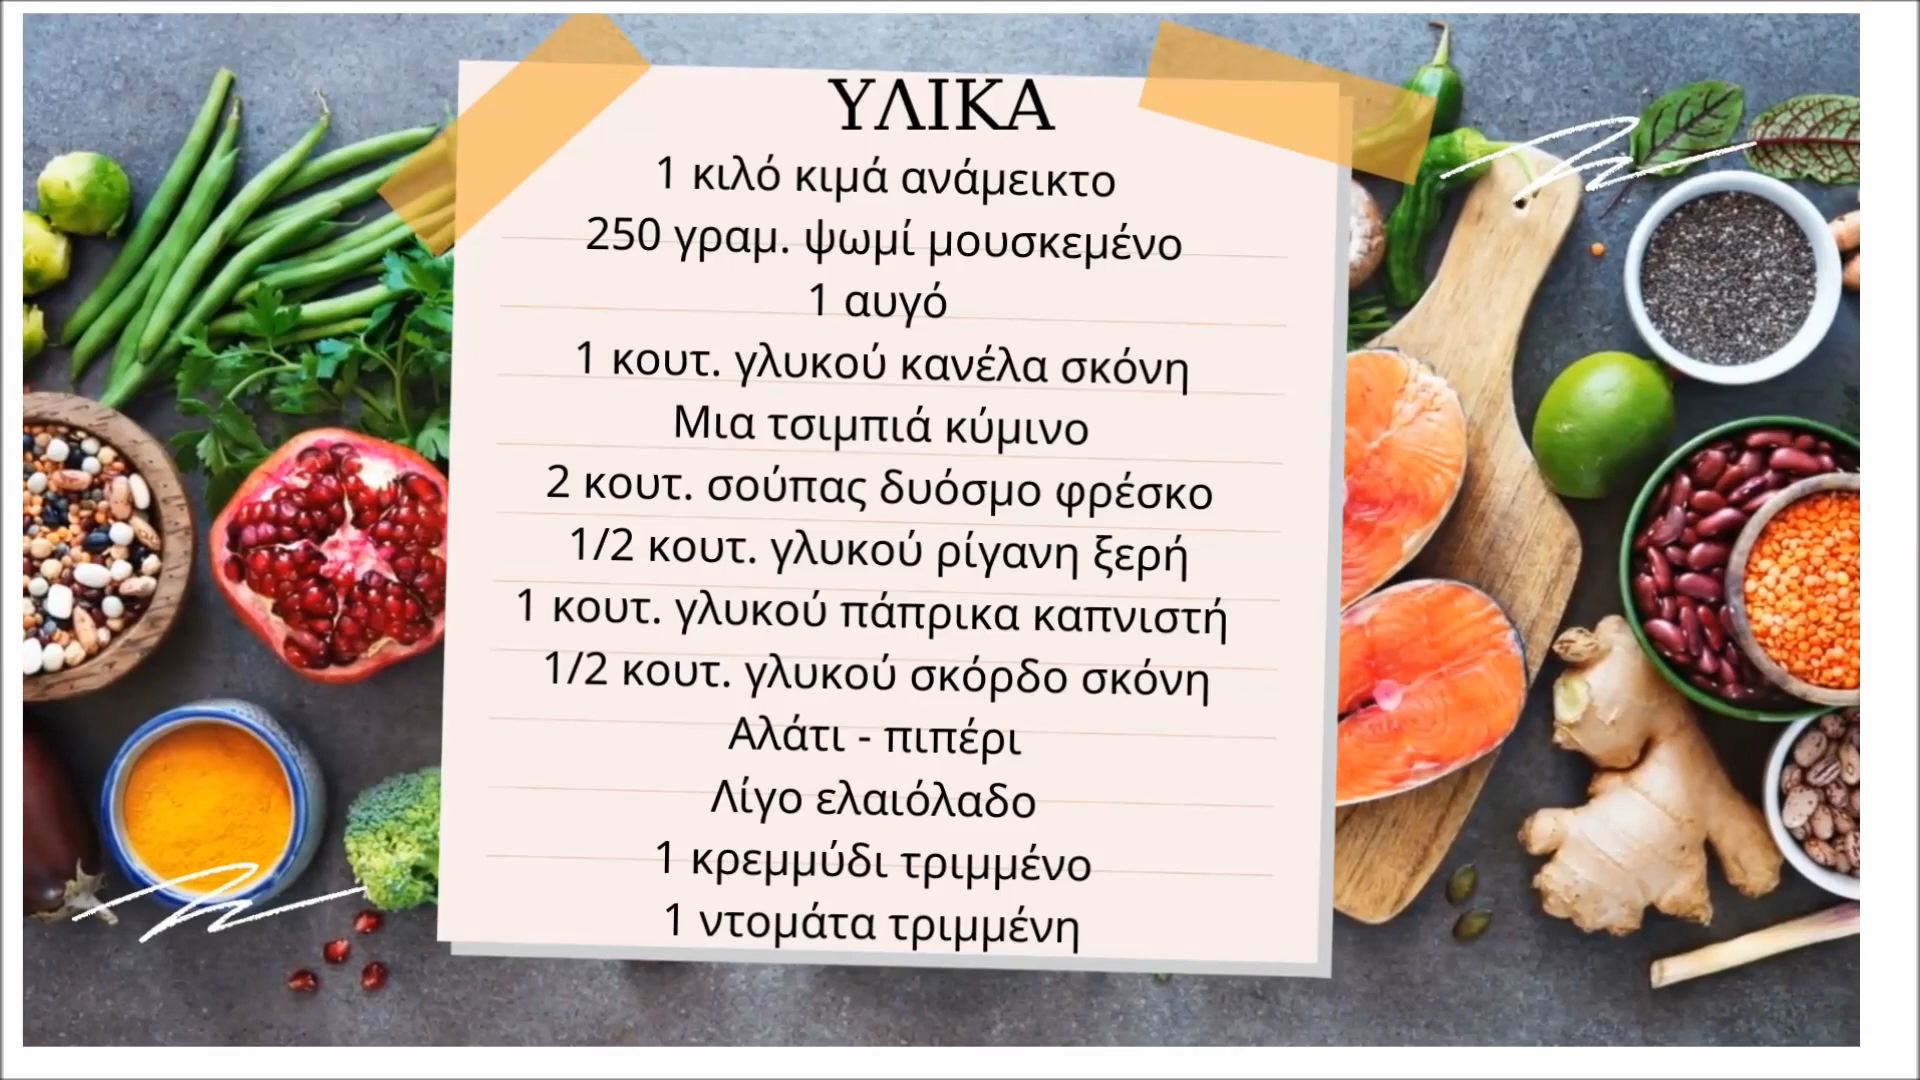 ΥΛΙΚΑ
1 κιλό κιμά ανάμεικτο
250 γραμ. ψωμί μουσκεμένο
1 αυγό
1 κουτ. γλυκού κανέλα σκόνη
Μια τσιμπιά κύμινο
2 κουτ. σούπας δυόσμο φρέσκο
1/2 κουτ. γλυκού ρίγανη ξερή
1 κουτ. γλυκού πάπρικα καπνιστή
1/2 κουτ. γλυκού σκόρδο σκόνη
Αλάτι - πιπέρι
Λίγο ελαιόλαδο
1 κρεμμύδι τριμμένο
1 ντομάτα τριμμένη